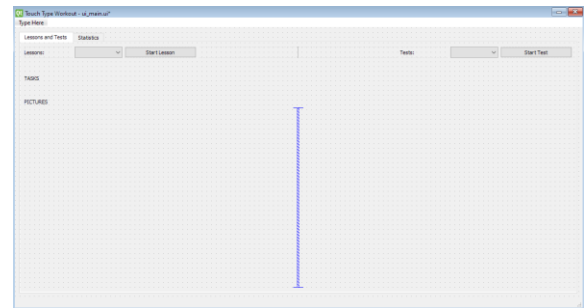 Touch Type Workout - ui_main.ui*
Type Here
Lessons and Tests Statistics
Lessons: Start Lesson Tests: Start Test
TASKS
PICTURES